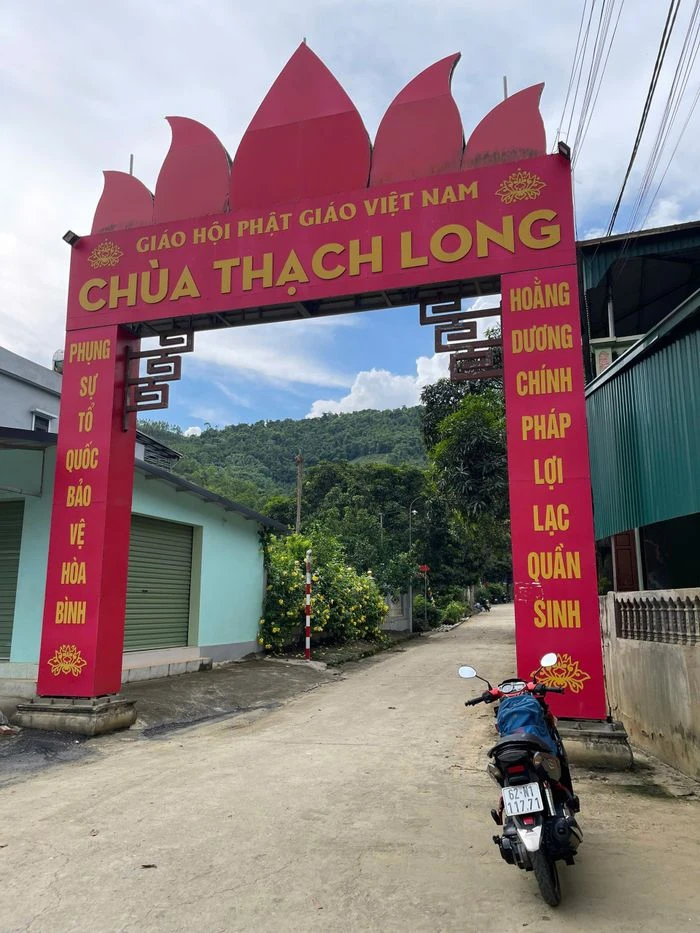 GIÁO HỘI PHẬT GIÁO VIỆT NAM
CHÙA THẠCH LONG
PHỤNG
SỰ
TỔ
QUỐC
BẢO
VỆ
HÒA
BÌNH
HOẰNG
DƯƠNG
CHÍNH
PHÁP
LỢI
LẠC
QUẦN
SINH
62-N1
117.71